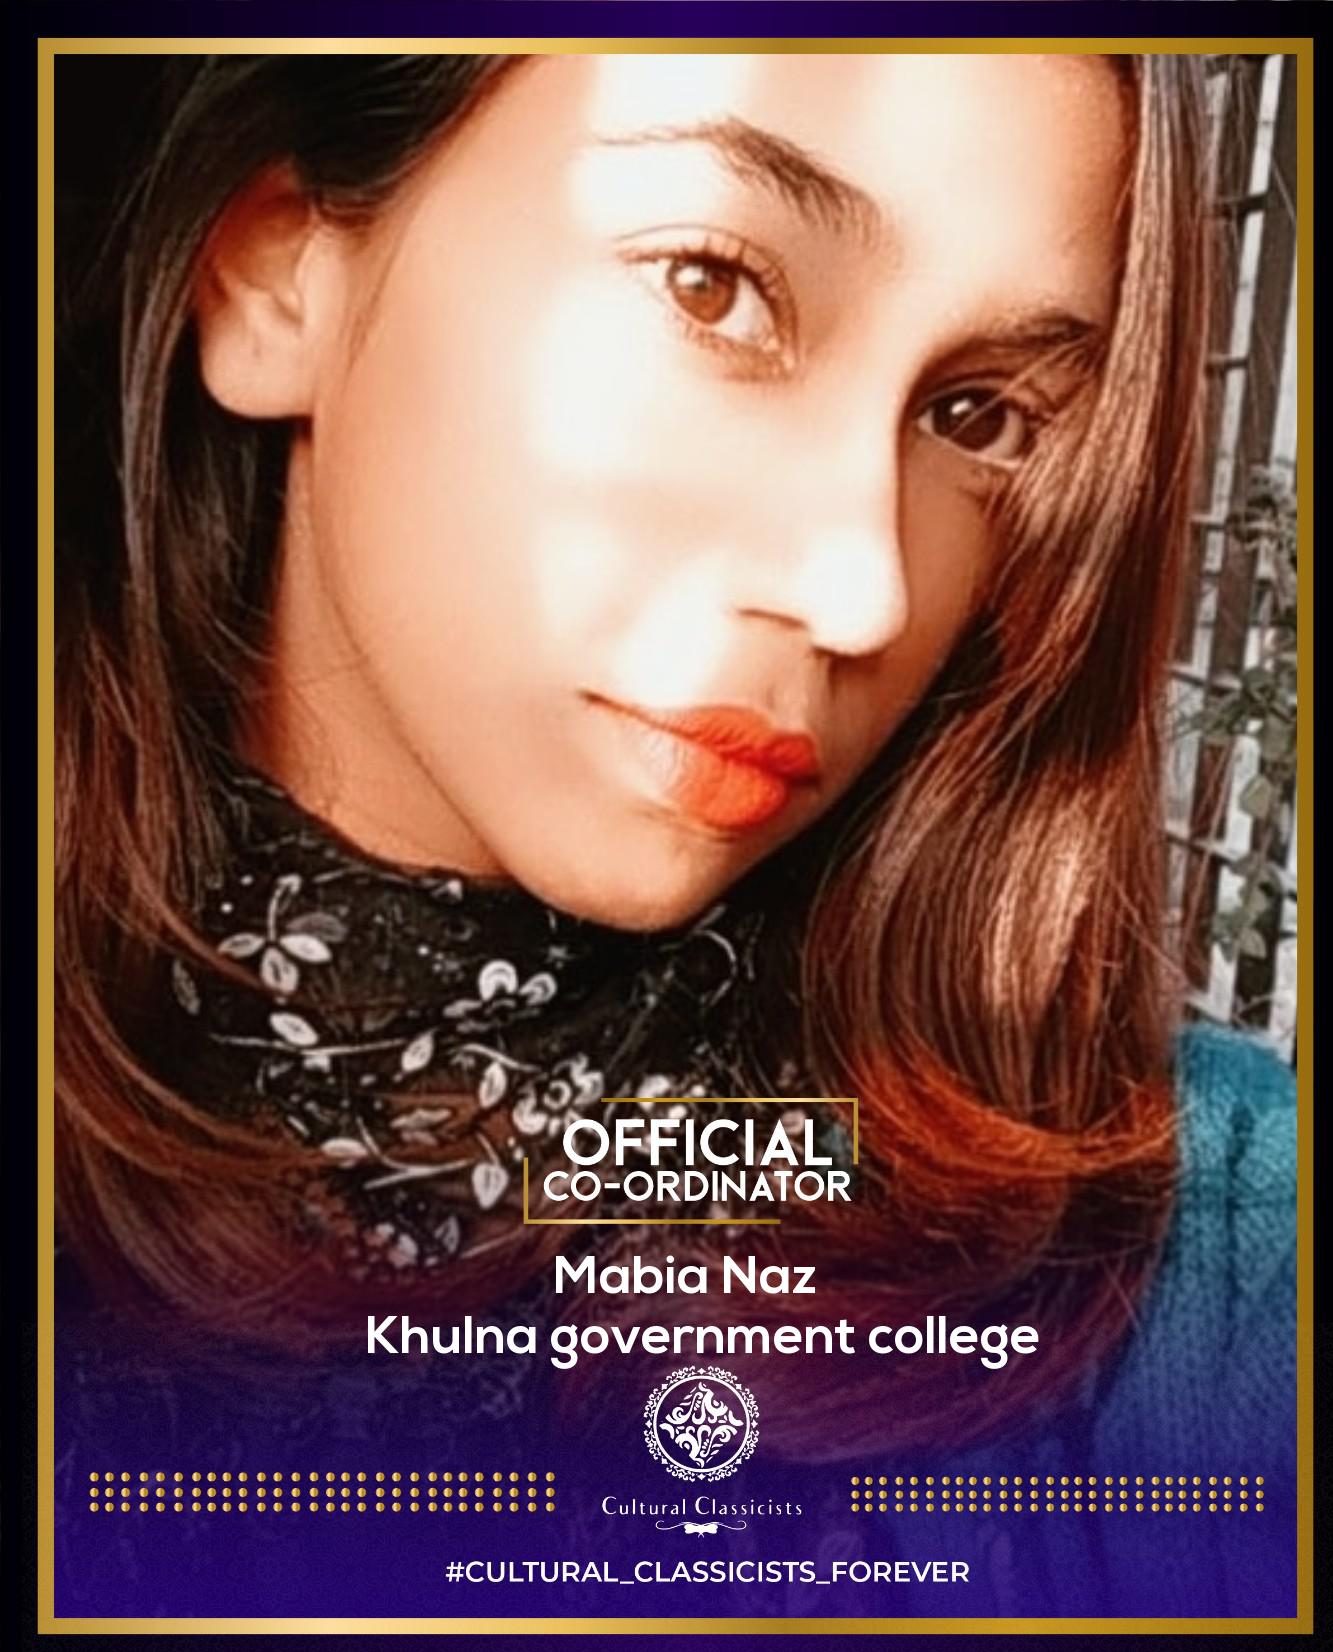 OFFICIAL
CO-ORDINATOR
Mabia Naz
Khulna government college
Cultural Classicists
#CULTURAL_CLASSICISTS_FOREVER